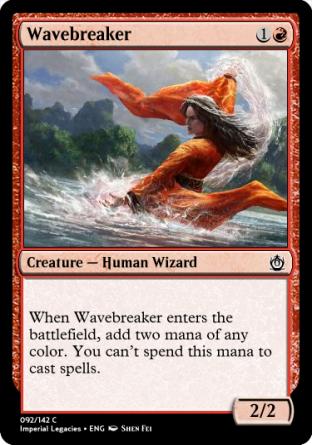 Wavebreaker 1
Creature — Human Wizard
When Wavebreaker enters the
battlefield, add two mana of any
color. You can't spend this mana to
cast spells.
2/2
092/142 C
Imperial Legacies • ENG Shen Fei